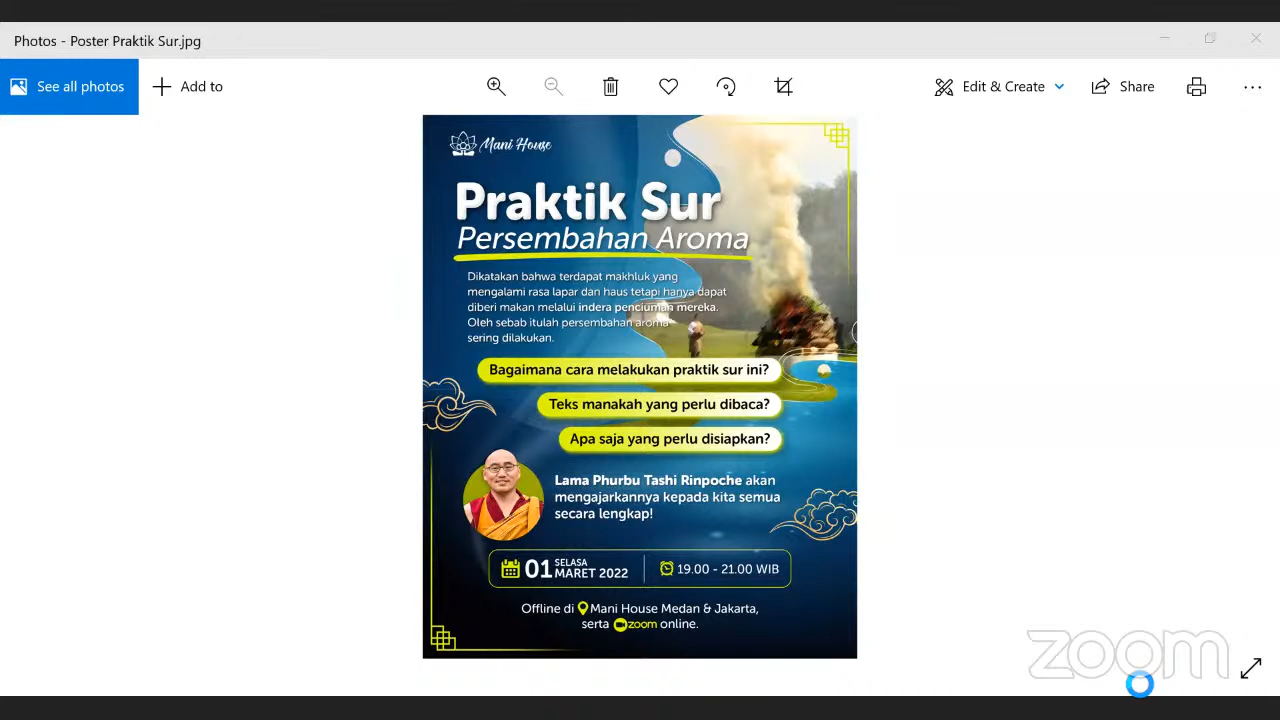 Photos - Poster Praktik Sur.jpg
See all photos
Add to
Edit & Create
Share
Mani House
Praktik Sur
Persembahan Aroma
Dikatakan bahwa terdapat makhluk yang
mengalami rasa lapar dan haus tetapi hanya dapat
diberi makan melalui indera penciuman mereka.
Oleh sebab itulah persembahan aroma
sering dilakukan.
Bagaimana cara melakukan praktik sur ini?
Teks manakah yang perlu dibaca?
Apa saja yang perlu disiapkan?
Lama Phurbu Tashi Rinpoche akan
mengajarkannya kepada kita semua
secara lengkap!
01 SELASA
MARET 2022
19.00 - 21.00 WIB
Offline di Mani House Medan & Jakarta,
serta zoom online.
zoom